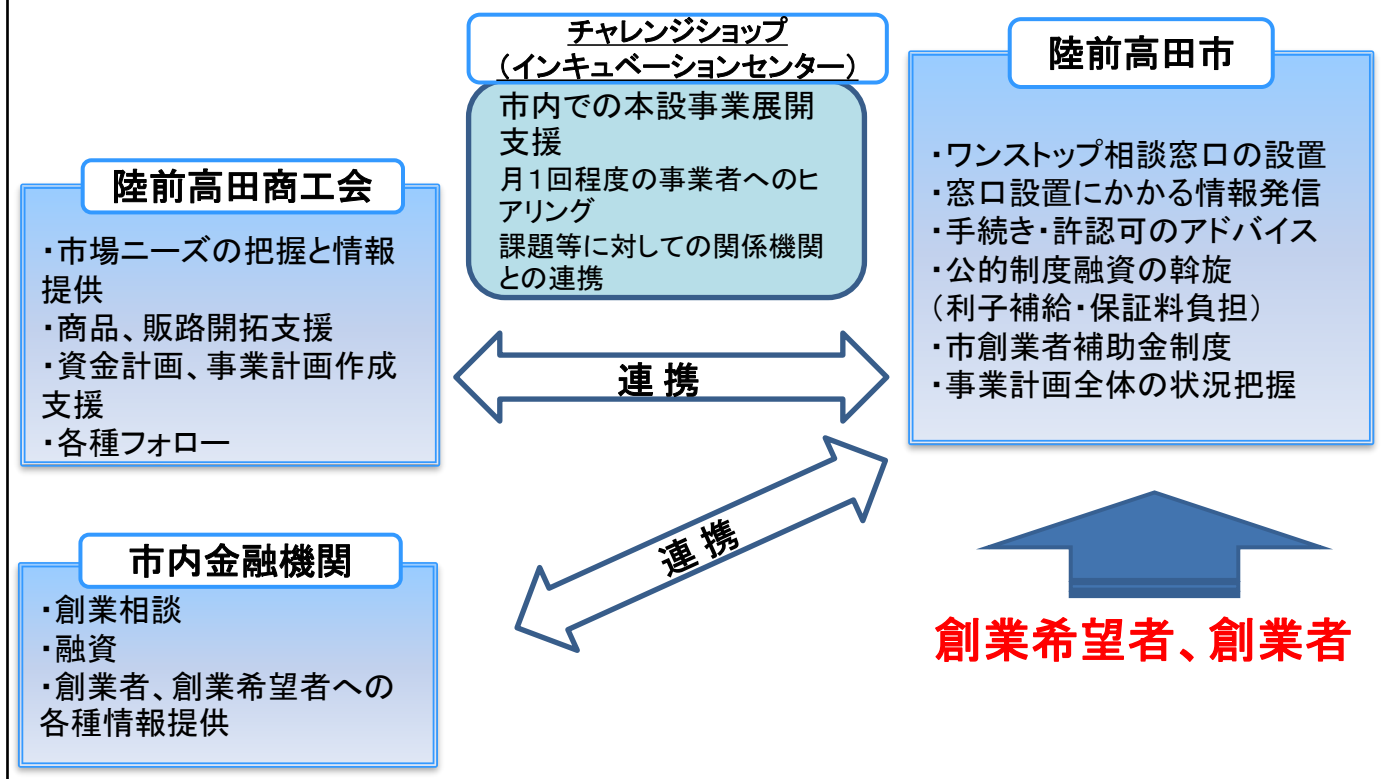 チャレンジショップ
（インキュベーションセンター）
市内での本設事業展開
支援
月１回程度の事業者へのヒ
アリング
課題等に対しての関係機関
との連携
陸前高田市
・ワンストップ相談窓口の設置
・窓口設置にかかる情報発信
・手続き・許認可のアドバイス
・公的制度融資の斡旋
（利子補給・保証料負担）
・市創業者補助金制度
・事業計画全体の状況把握
陸前高田商工会
・市場ニーズの把握と情報
提供
・商品、販路開拓支援
・資金計画、事業計画作成
支援
・各種フォロー
連 携
連 携
市内金融機関
・創業相談
・融資
・創業者、創業希望者への
各種情報提供
創業希望者、創業者